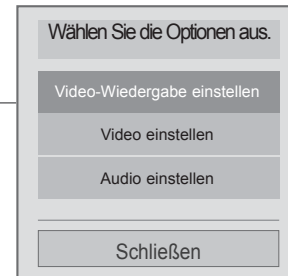 Wählen Sie die Optionen aus.
Video-Wiedergabe einstellen
Video einstellen
Audio einstellen
Schließen